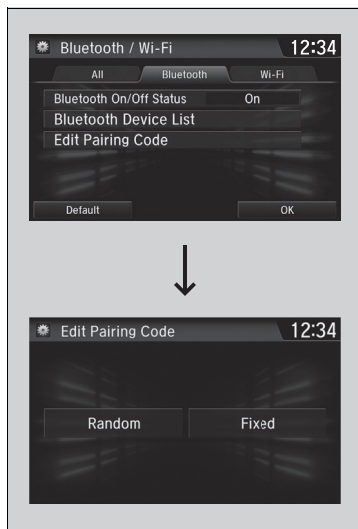 Bluetooth / Wi-Fi 12:34
All Bluetooth Wi-Fi
Bluetooth On/Off Status On
Bluetooth Device List
Edit Pairing Code
Default OK
Edit Pairing Code 12:34
Random Fixed